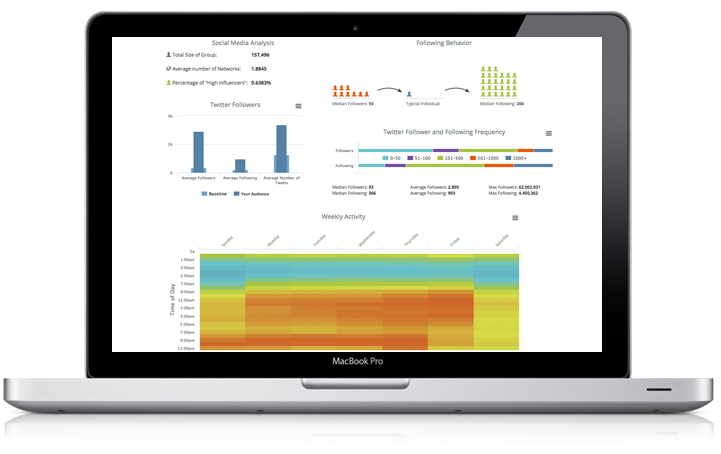 Social Media Analysis
Total Size of Group: 157,496
Average number of Networks: 1.8845
Percentage of "High Influencers": 9.6383%
Following Behavior
Median Followers: 93
Typical Individual
Median Following: 266
Twitter Followers
4k
2k
0
Average Followers Average Following Average Number of
Tweets
Baseline Your Audience
Twitter Follower and Following Frequency
Followers
0–50 51–100 101–500 501–1000 1000+
Following
Median Followers: 93 Average Followers: 2,890 Max Followers: 62,002,931
Median Following: 266 Average Following: 950 Max Following: 4,450,362
Weekly Activity
Sunday Monday Tuesday Wednesday Thursday Friday Saturday
Time of Day
24
1:00am
3:00am
5:00am
7:00am
9:00am
11:00am
1:00pm
3:00pm
5:00pm
7:00pm
9:00pm
11:00pm
MacBook Pro